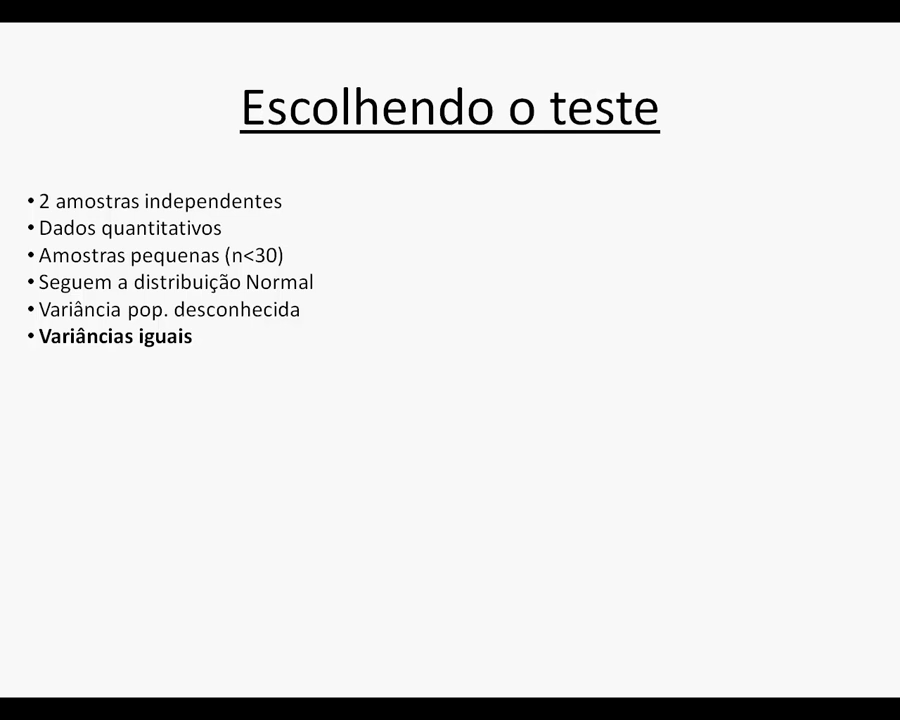 Escolhendo o teste
• 2 amostras independentes
• Dados quantitativos
• Amostras pequenas (n<30)
• Seguem a distribuição Normal
• Variância pop. desconhecida
• Variâncias iguais